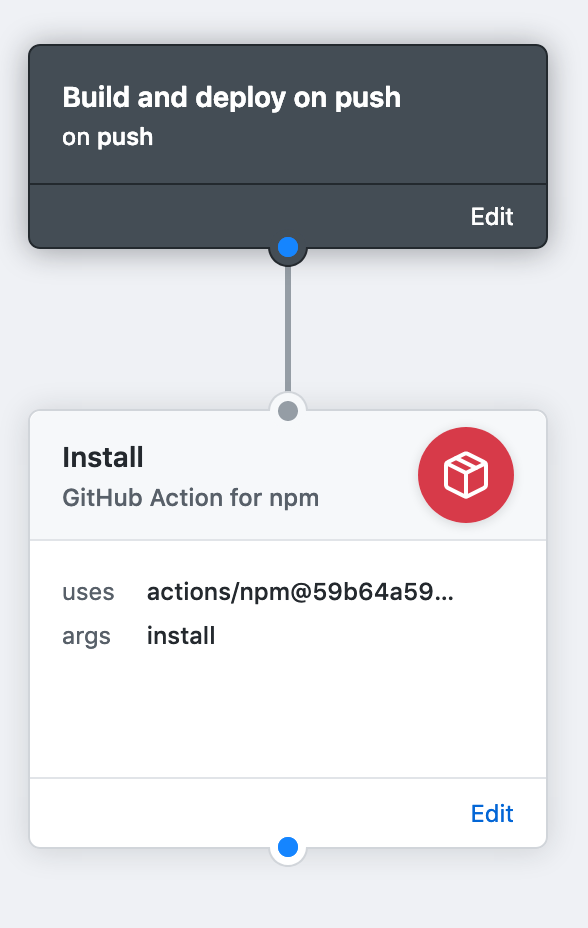 Build and deploy on push
on push
Edit
Install
GitHub Action for npm
uses actions/npm@59b64a59...
args install
Edit